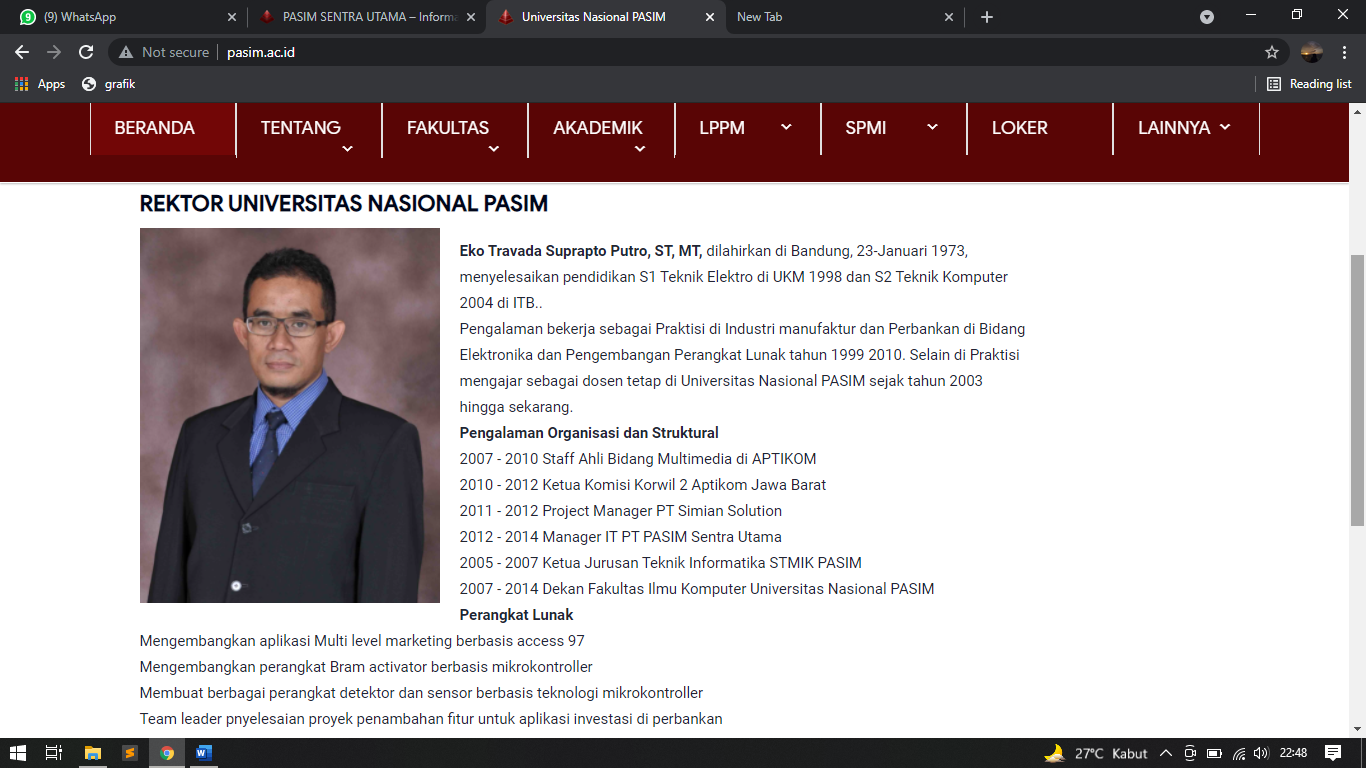 (9) WhatsApp
PASIM SENTRA UTAMA – Informa
Universitas Nasional PASIM
New Tab
Not secure
pasim.ac.id
Apps
grafik
Reading list
BERANDA
TENTANG
FAKULTAS
AKADEMIK
LPPM
SPMI
LOKER
LAINNYA
REKTOR UNIVERSITAS NASIONAL PASIM
Eko Travada Suprapto Putro, ST, MT, dilahirkan di Bandung, 23-Januari 1973,
menyelesaikan pendidikan S1 Teknik Elektro di UKM 1998 dan S2 Teknik Komputer
2004 di ITB..
Pengalaman bekerja sebagai Praktisi di Industri manufaktur dan Perbankan di Bidang
Elektronika dan Pengembangan Perangkat Lunak tahun 1999 2010. Selain di Praktisi
mengajar sebagai dosen tetap di Universitas Nasional PASIM sejak tahun 2003
hingga sekarang.
Pengalaman Organisasi dan Struktural
2007 - 2010 Staff Ahli Bidang Multimedia di APTIKOM
2010 - 2012 Ketua Komisi Korwil 2 Aptikom Jawa Barat
2011 - 2012 Project Manager PT Simian Solution
2012 - 2014 Manager IT PT PASIM Sentra Utama
2005 - 2007 Ketua Jurusan Teknik Informatika STMIK PASIM
2007 - 2014 Dekan Fakultas Ilmu Komputer Universitas Nasional PASIM
Perangkat Lunak
Mengembangkan aplikasi Multi level marketing berbasis access 97
Mengembangkan perangkat Bram activator berbasis mikrokontroller
Membuat berbagai perangkat detektor dan sensor berbasis teknologi mikrokontroller
Team leader pnyelesaian proyek penambahan fitur untuk aplikasi investasi di perbankan
27°C Kabut
22:48